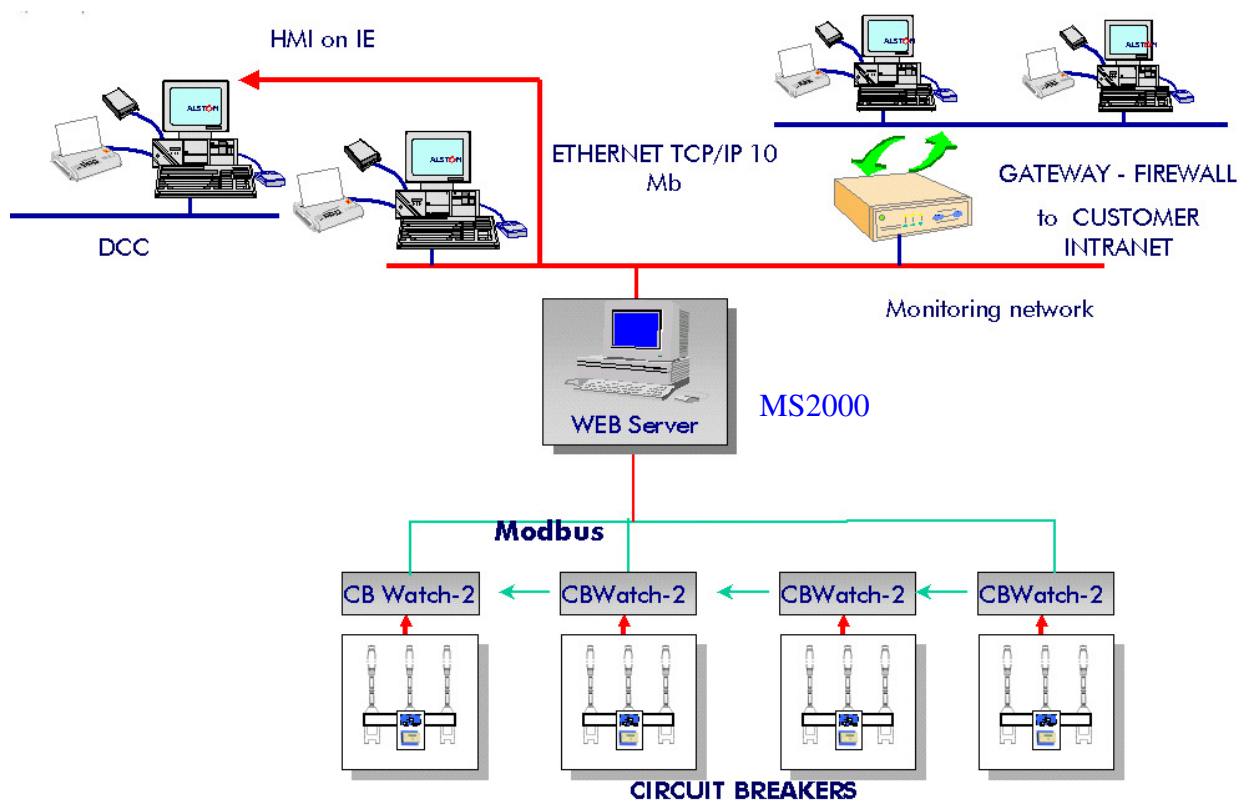 HMI on IE
ALSTOM
ALSTOM
ALSTOM
ALSTOM
ETHERNET TCP/IP 10
Mb
GATEWAY - FIREWALL
to CUSTOMER
INTRANET
DCC
Monitoring network
WEB Server
MS2000
Modbus
CB Watch-2
CBWatch-2
CBWatch-2
CBWatch-2
CIRCUIT BREAKERS